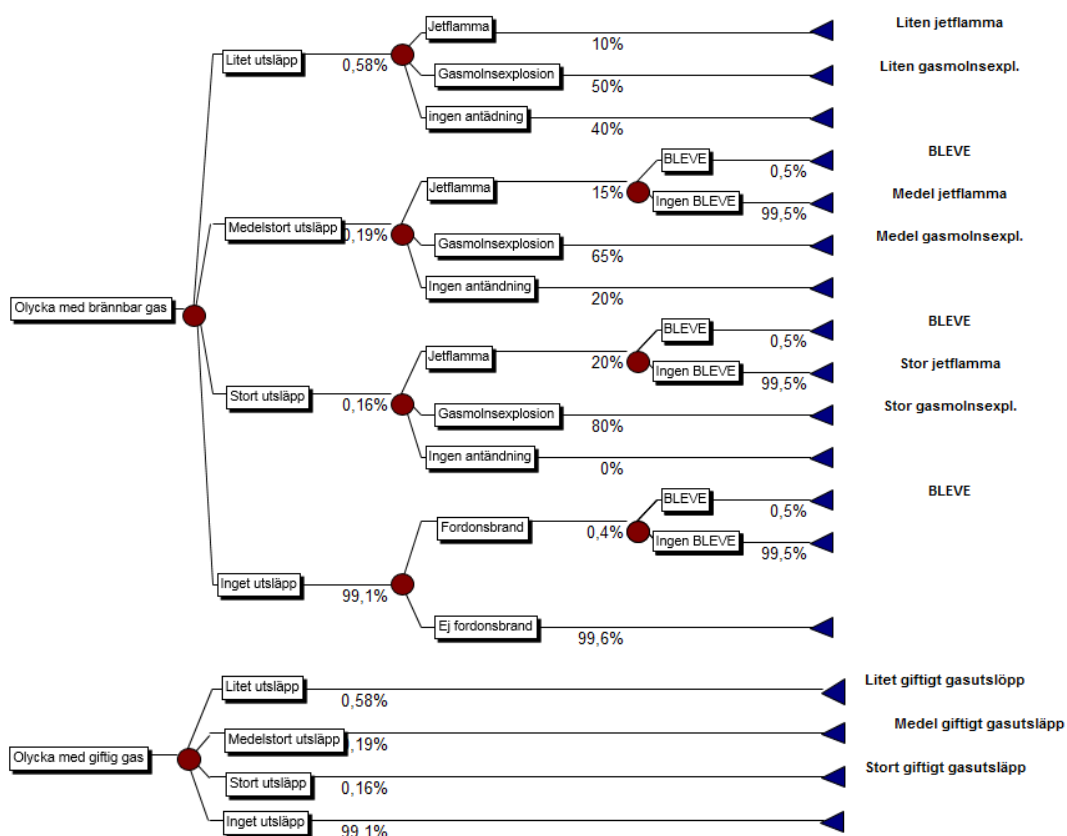 Jetflamma
10%
Liten jetflamma
Litet utsläpp
0,58%
Gasmolnsexplosion
50%
Liten gasmolnsexpl.
ingen antädning
40%
BLEVE
0,5%
BLEVE
Jetflamma
15%
Ingen BLEVE
99,5%
Medel jetflamma
Medelstort utsläpp
0,19%
Gasmolnsexplosion
65%
Medel gasmolnsexpl.
Ingen antändning
20%
Olycka med brännbar gas
BLEVE
0,5%
BLEVE
Jetflamma
20%
Ingen BLEVE
99,5%
Stor jetflamma
Stort utsläpp
0,16%
Gasmolnsexplosion
80%
Stor gasmolnsexpl.
Ingen antändning
0%
BLEVE
0,5%
BLEVE
Fordonsbrand
0,4%
Ingen BLEVE
99,5%
Inget utsläpp
99,1%
Ej fordonsbrand
99,6%
Litet utsläpp
0,58%
Litet giftigt gasutslöpp
Medelstort utsläpp
0,19%
Medel giftigt gasutsläpp
Olycka med giftig gas
Stort utsläpp
0,16%
Stort giftigt gasutsläpp
Inget utsläpp
99,1%